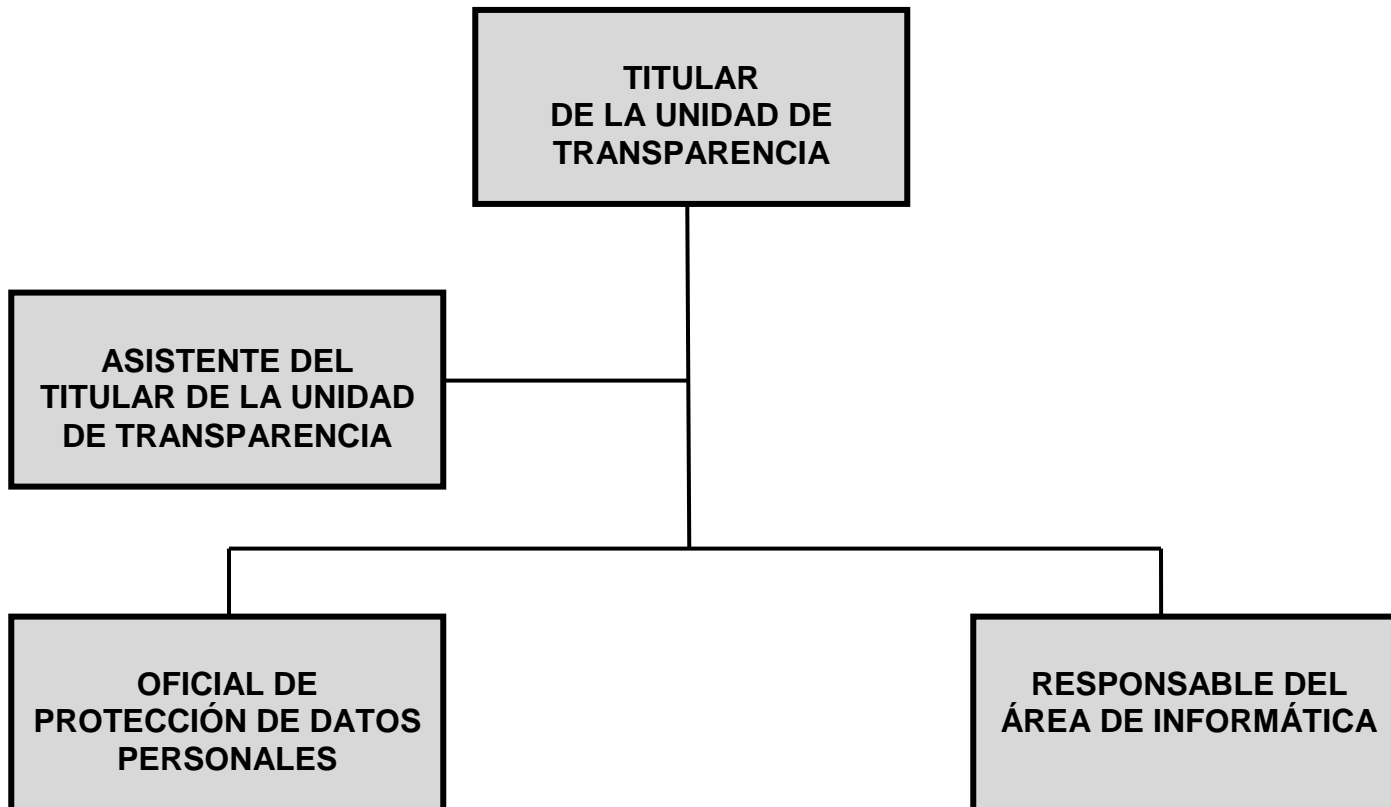 TITULAR
DE LA UNIDAD DE
TRANSPARENCIA
ASISTENTE DEL
TITULAR DE LA UNIDAD
DE TRANSPARENCIA
OFICIAL DE
PROTECCIÓN DE DATOS
PERSONALES
RESPONSABLE DEL
ÁREA DE INFORMÁTICA